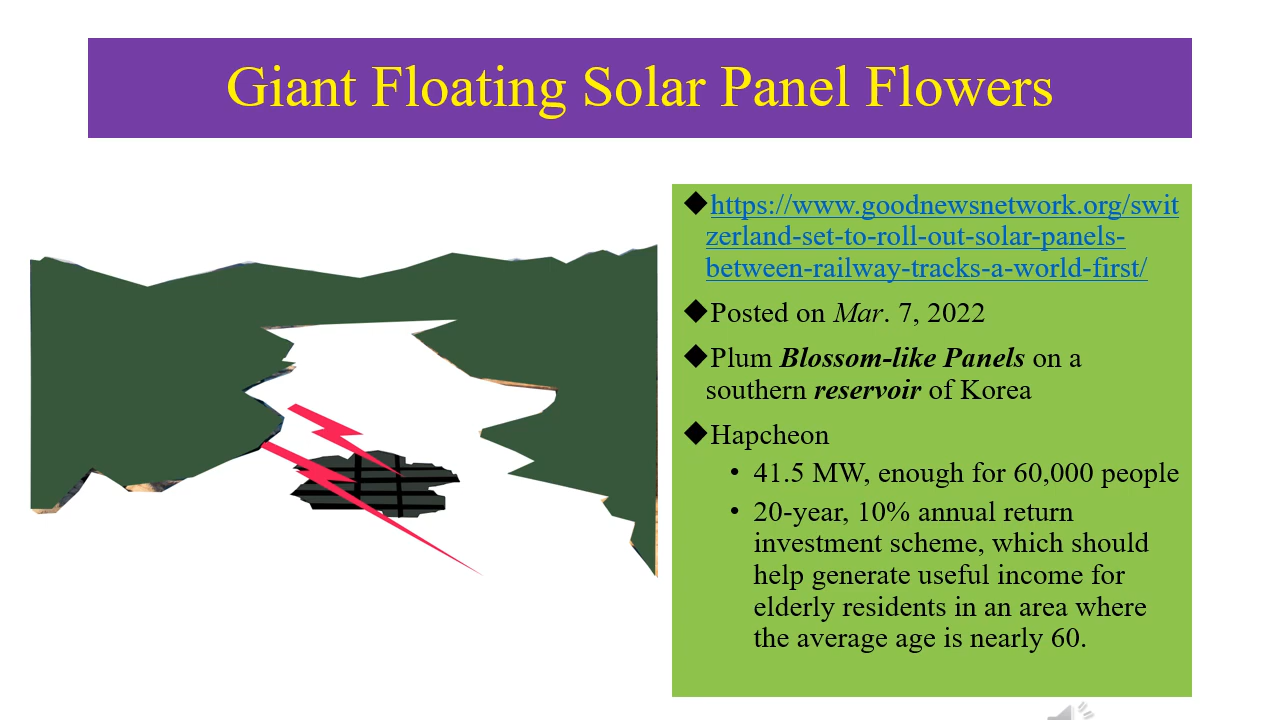 Giant Floating Solar Panel Flowers
◆https://www.goodnewsnetwork.org/swit
zerland-set-to-roll-out-solar-panels-
between-railway-tracks-a-world-first/
◆Posted on Mar. 7, 2022
◆Plum Blossom-like Panels on a
southern reservoir of Korea
◆Hapcheon
• 41.5 MW, enough for 60,000 people
• 20-year, 10% annual return
investment scheme, which should
help generate useful income for
elderly residents in an area where
the average age is nearly 60.